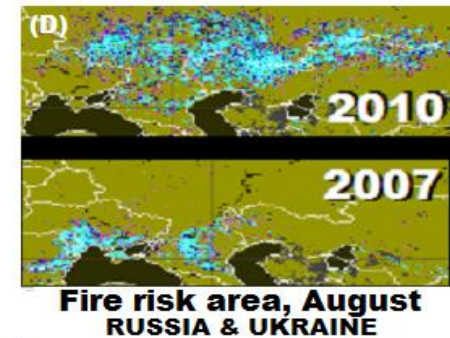 (D)
2010
2007
Fire risk area, August
RUSSIA & UKRAINE